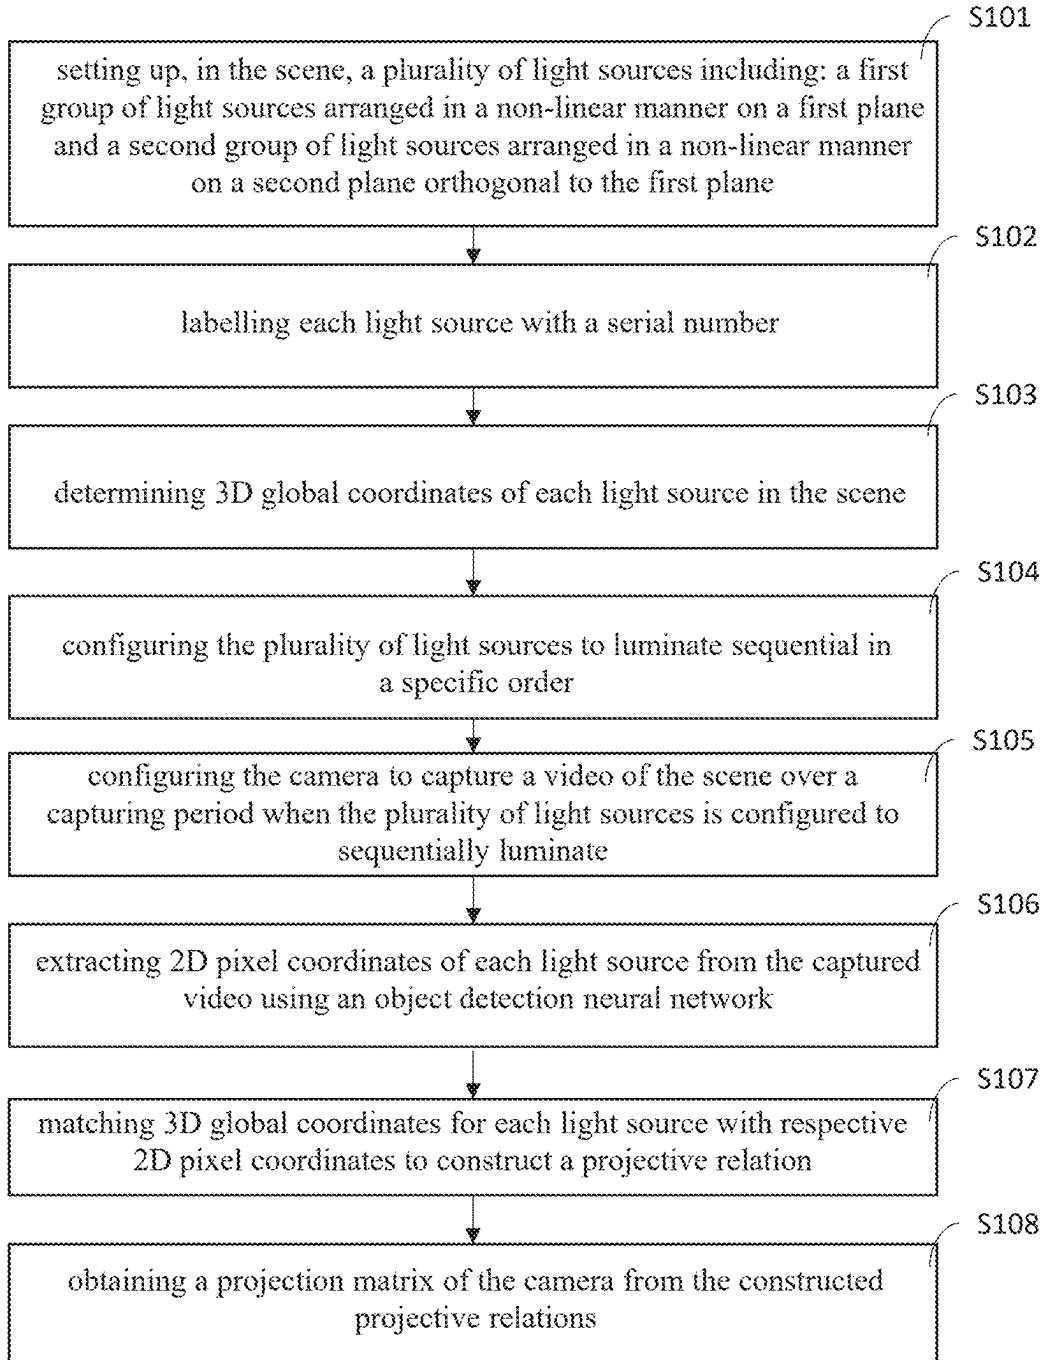 S101
setting up, in the scene, a plurality of light sources including: a first
group of light sources arranged in a non-linear manner on a first plane
and a second group of light sources arranged in a non-linear manner
on a second plane orthogonal to the first plane
S102
labelling each light source with a serial number
S103
determining 3D global coordinates of each light source in the scene
S104
configuring the plurality of light sources to luminate sequential in
a specific order
S105
configuring the camera to capture a video of the scene over a
capturing period when the plurality of light sources is configured to
sequentially luminate
S106
extracting 2D pixel coordinates of each light source from the captured
video using an object detection neural network
S107
matching 3D global coordinates for each light source with respective
2D pixel coordinates to construct a projective relation
S108
obtaining a projection matrix of the camera from the constructed
projective relations